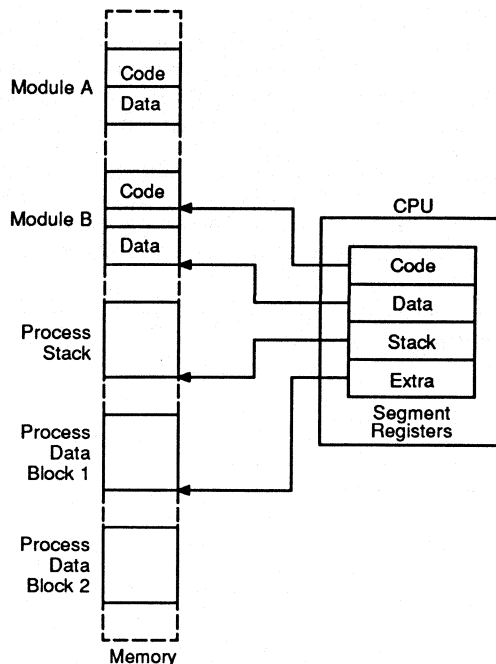 Module A
Code
Data
Module B
Code
Data
Process
Stack
Process
Data
Block 1
Process
Data
Block 2
Memory
CPU
Code
Data
Stack
Extra
Segment
Registers